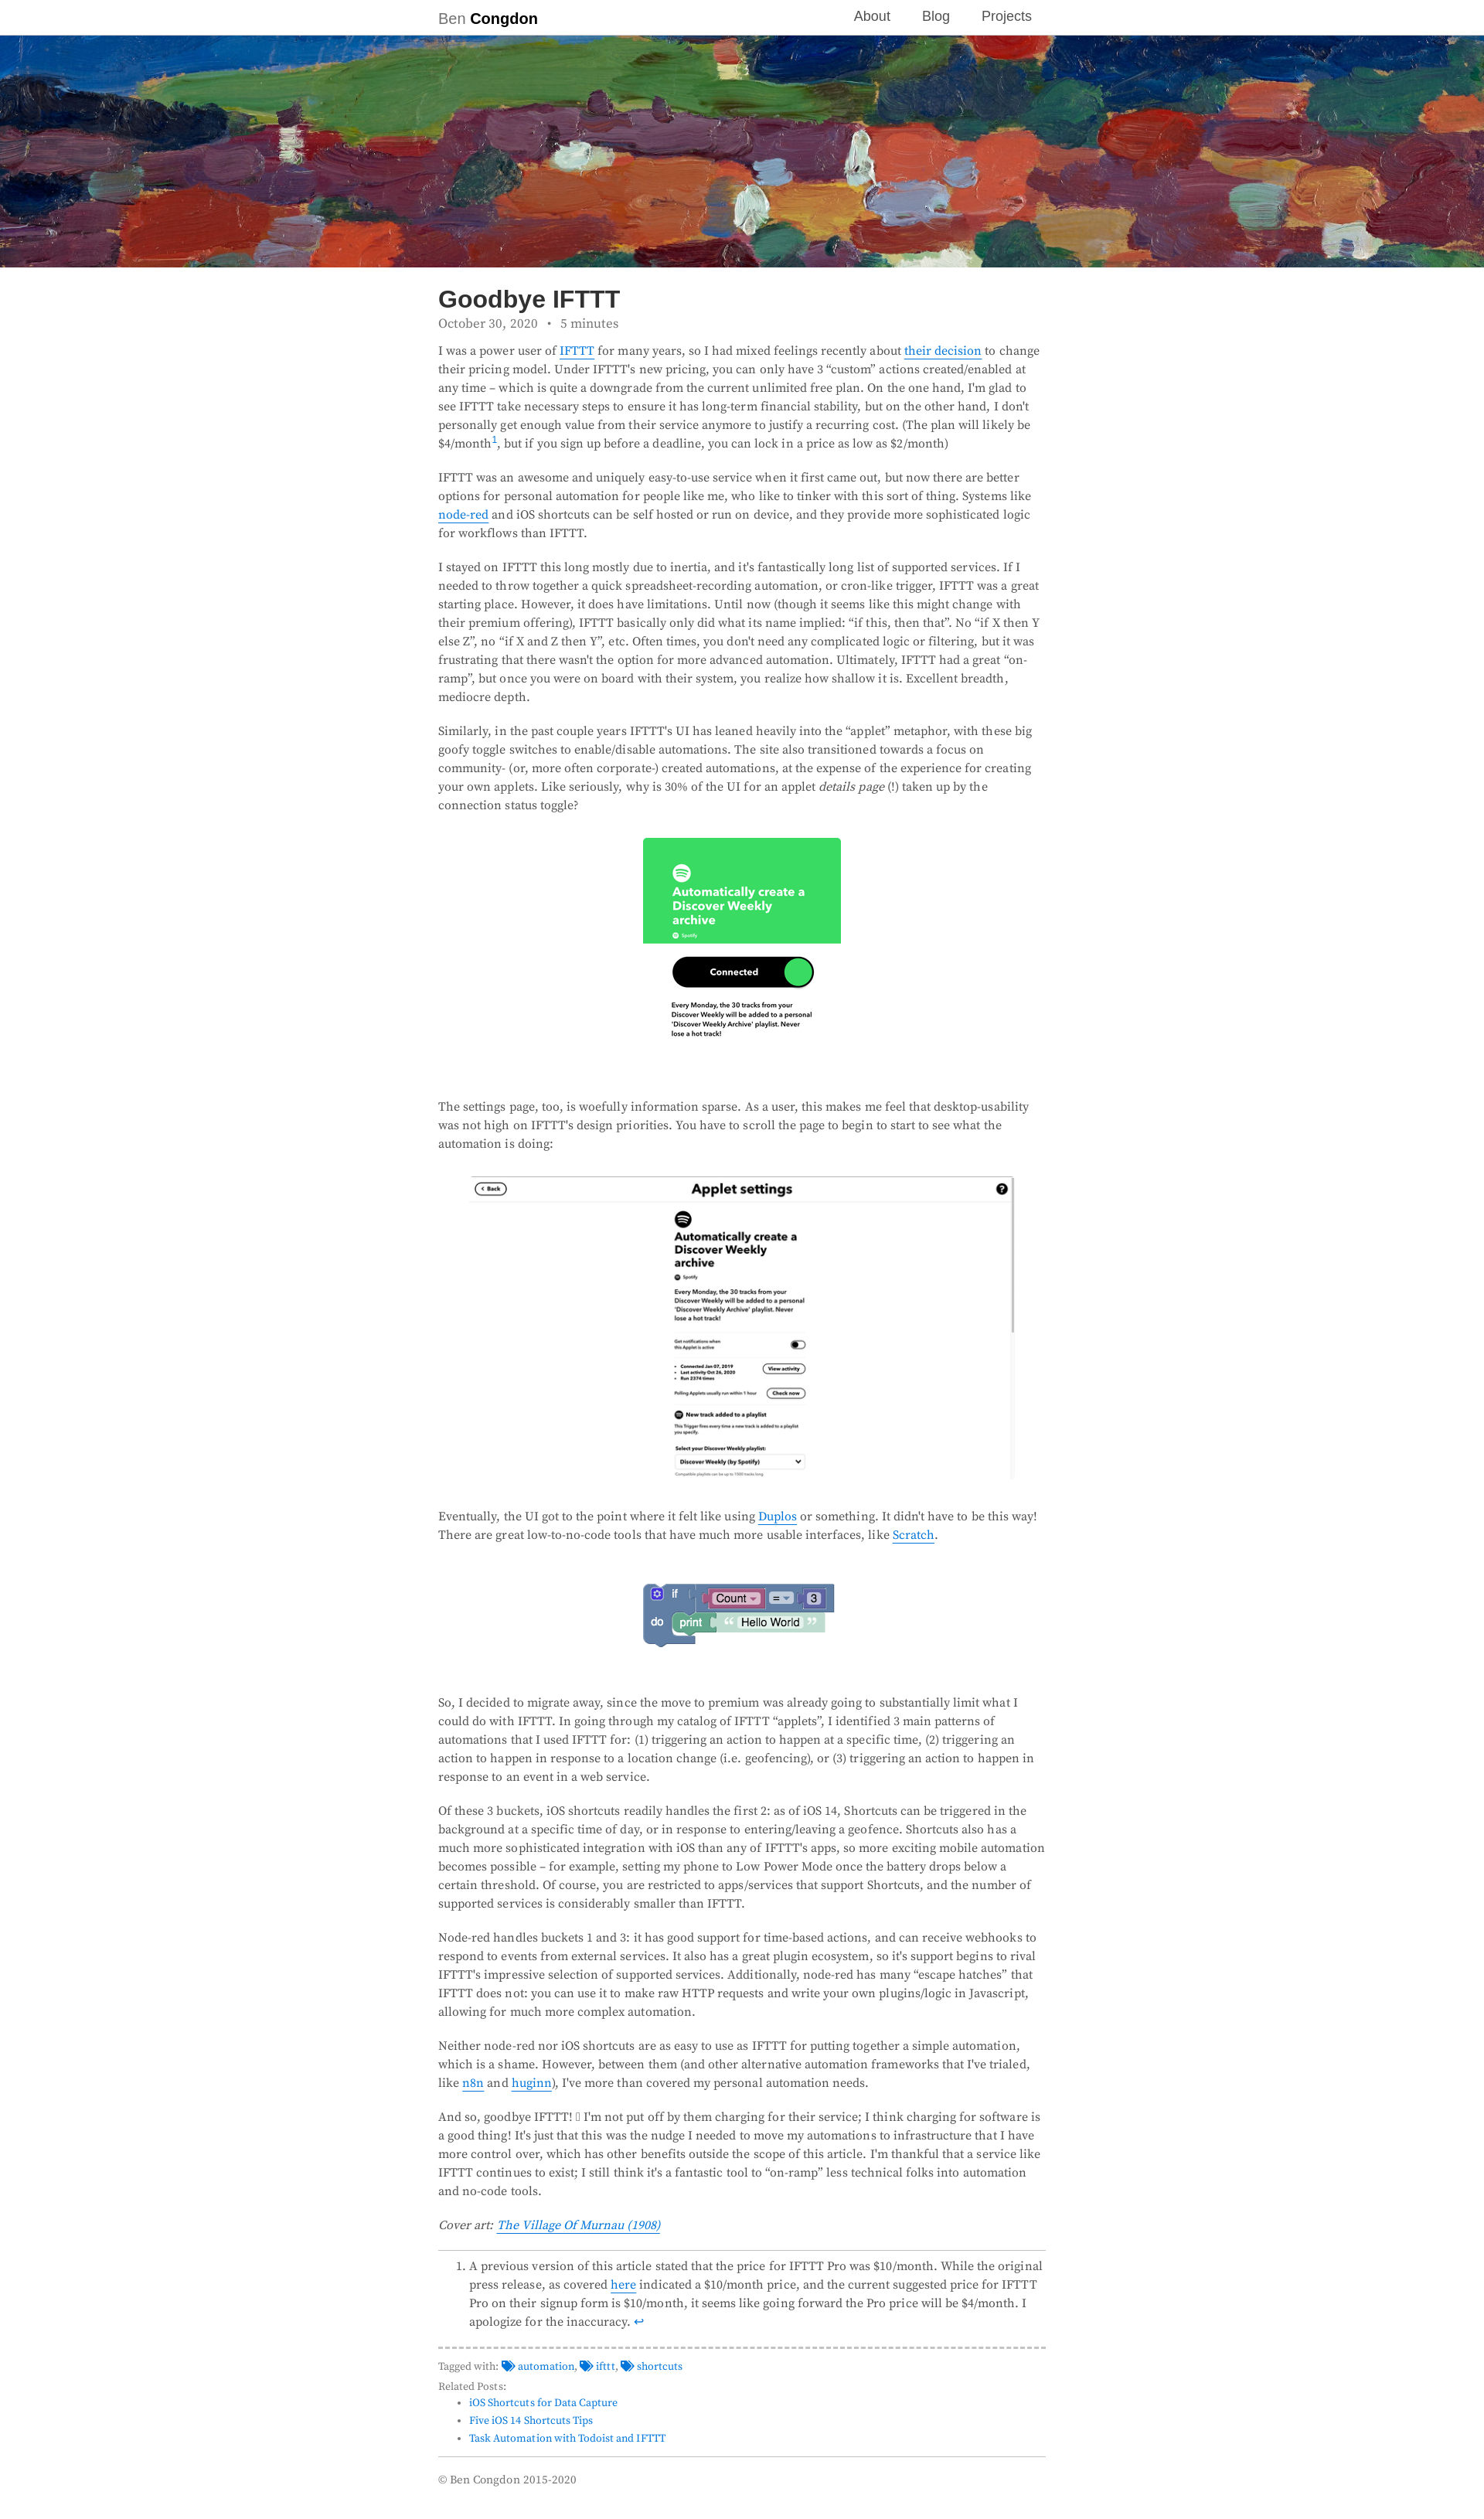 Ben Congdon
About Blog Projects
Goodbye IFTTT
October 30, 2020 • 5 minutes
I was a power user of IFTTT for many years, so I had mixed feelings recently about their decision to change
their pricing model. Under IFTTT's new pricing, you can only have 3 “custom” actions created/enabled at
any time – which is quite a downgrade from the current unlimited free plan. On the one hand, I'm glad to
see IFTTT take necessary steps to ensure it has long-term financial stability, but on the other hand, I don't
personally get enough value from their service anymore to justify a recurring cost. (The plan will likely be
$4/month1, but if you sign up before a deadline, you can lock in a price as low as $2/month)
IFTTT was an awesome and uniquely easy-to-use service when it first came out, but now there are better
options for personal automation for people like me, who like to tinker with this sort of thing. Systems like
node-red and iOS shortcuts can be self hosted or run on device, and they provide more sophisticated logic
for workflows than IFTTT.
I stayed on IFTTT this long mostly due to inertia, and it's fantastically long list of supported services. If I
needed to throw together a quick spreadsheet-recording automation, or cron-like trigger, IFTTT was a great
starting place. However, it does have limitations. Until now (though it seems like this might change with
their premium offering), IFTTT basically only did what its name implied: “if this, then that”. No “if X then Y
else Z”, no “if X and Z then Y”, etc. Often times, you don't need any complicated logic or filtering, but it was
frustrating that there wasn't the option for more advanced automation. Ultimately, IFTTT had a great “on-
ramp”, but once you were on board with their system, you realize how shallow it is. Excellent breadth,
mediocre depth.
Similarly, in the past couple years IFTTT's UI has leaned heavily into the “applet” metaphor, with these big
goofy toggle switches to enable/disable automations. The site also transitioned towards a focus on
community- (or, more often corporate-) created automations, at the expense of the experience for creating
your own applets. Like seriously, why is 30% of the UI for an applet details page (!) taken up by the
connection status toggle?
Automatically create a
Discover Weekly
archive
Spotify
Connected
Every Monday, the 30 tracks from your
Discover Weekly will be added to a personal
'Discover Weekly Archive' playlist. Never
lose a hot track!
The settings page, too, is woefully information sparse. As a user, this makes me feel that desktop-usability
was not high on IFTTT's design priorities. You have to scroll the page to begin to start to see what the
automation is doing:
Back
Applet settings
?
Automatically create a
Discover Weekly
archive
Spotify
Every Monday, the 30 tracks from your
Discover Weekly will be added to a personal
'Discover Weekly Archive' playlist. Never
lose a hot track!
Get notifications when
this Applet is active
• Connected Jan 07, 2019
• Last activity Oct 26, 2020
• Run 2374 times
View activity
Polling Applets usually run within 1 hour
Check now
New track added to a playlist
This Trigger fires every time a new track is added to a playlist
you specify.
Select your Discover Weekly playlist:
Discover Weekly (by Spotify)
Compatible playlists can be up to 1500 tracks long.
Eventually, the UI got to the point where it felt like using Duplos or something. It didn't have to be this way!
There are great low-to-no-code tools that have much more usable interfaces, like Scratch.
if Count = 3
do print “ Hello World ”
So, I decided to migrate away, since the move to premium was already going to substantially limit what I
could do with IFTTT. In going through my catalog of IFTTT “applets”, I identified 3 main patterns of
automations that I used IFTTT for: (1) triggering an action to happen at a specific time, (2) triggering an
action to happen in response to a location change (i.e. geofencing), or (3) triggering an action to happen in
response to an event in a web service.
Of these 3 buckets, iOS shortcuts readily handles the first 2: as of iOS 14, Shortcuts can be triggered in the
background at a specific time of day, or in response to entering/leaving a geofence. Shortcuts also has a
much more sophisticated integration with iOS than any of IFTTT's apps, so more exciting mobile automation
becomes possible – for example, setting my phone to Low Power Mode once the battery drops below a
certain threshold. Of course, you are restricted to apps/services that support Shortcuts, and the number of
supported services is considerably smaller than IFTTT.
Node-red handles buckets 1 and 3: it has good support for time-based actions, and can receive webhooks to
respond to events from external services. It also has a great plugin ecosystem, so it's support begins to rival
IFTTT's impressive selection of supported services. Additionally, node-red has many “escape hatches” that
IFTTT does not: you can use it to make raw HTTP requests and write your own plugins/logic in Javascript,
allowing for much more complex automation.
Neither node-red nor iOS shortcuts are as easy to use as IFTTT for putting together a simple automation,
which is a shame. However, between them (and other alternative automation frameworks that I've trialed,
like n8n and huginn), I've more than covered my personal automation needs.
And so, goodbye IFTTT! I'm not put off by them charging for their service; I think charging for software is
a good thing! It's just that this was the nudge I needed to move my automations to infrastructure that I have
more control over, which has other benefits outside the scope of this article. I'm thankful that a service like
IFTTT continues to exist; I still think it's a fantastic tool to “on-ramp” less technical folks into automation
and no-code tools.
Cover art: The Village Of Murnau (1908)
1. A previous version of this article stated that the price for IFTTT Pro was $10/month. While the original
press release, as covered here indicated a $10/month price, and the current suggested price for IFTTT
Pro on their signup form is $10/month, it seems like going forward the Pro price will be $4/month. I
apologize for the inaccuracy. ↩
Tagged with: automation, ifttt, shortcuts
Related Posts:
• iOS Shortcuts for Data Capture
• Five iOS 14 Shortcuts Tips
• Task Automation with Todoist and IFTTT
© Ben Congdon 2015-2020